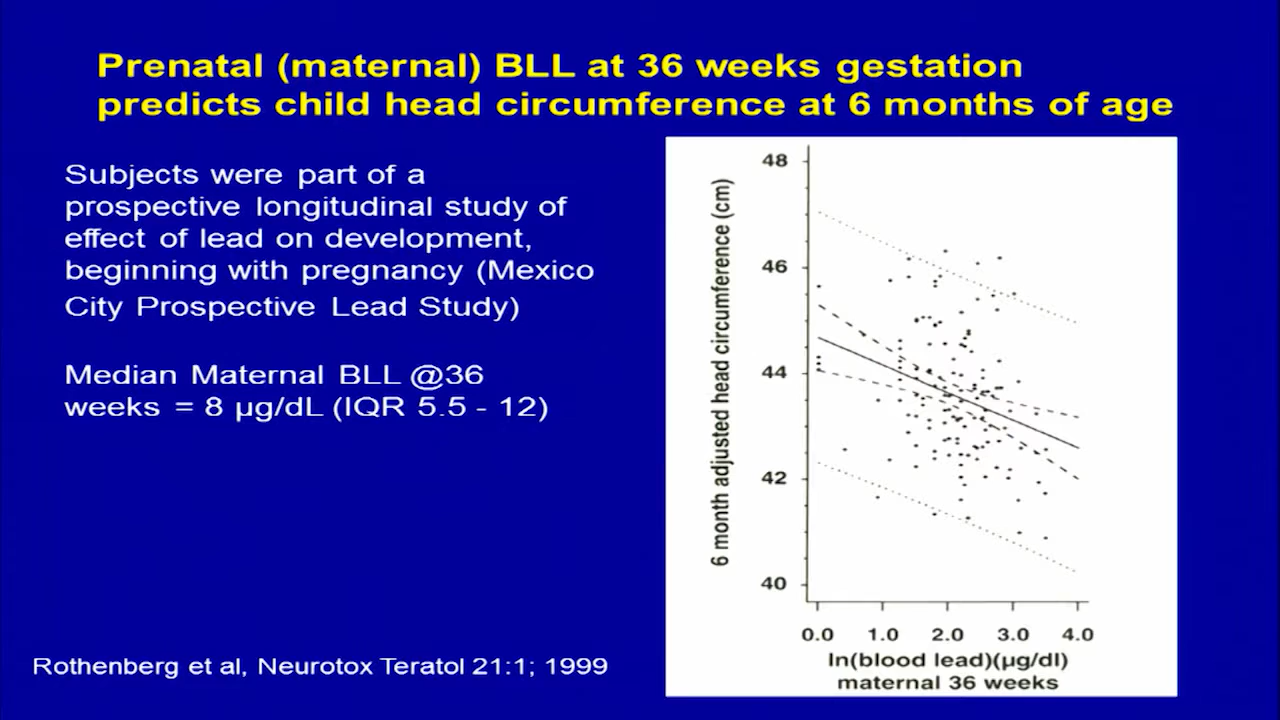 Prenatal (maternal) BLL at 36 weeks gestation
predicts child head circumference at 6 months of age
Subjects were part of a
prospective longitudinal study of
effect of lead on development,
beginning with pregnancy (Mexico
City Prospective Lead Study)
Median Maternal BLL @36
weeks = 8 µg/dL (IQR 5.5 - 12)
Rothenberg et al, Neurotox Teratol 21:1; 1999
6 month adjusted head circumference (cm)
48
46
44
42
40
0.0 1.0 2.0 3.0 4.0
ln(blood lead)(µg/dl)
maternal 36 weeks